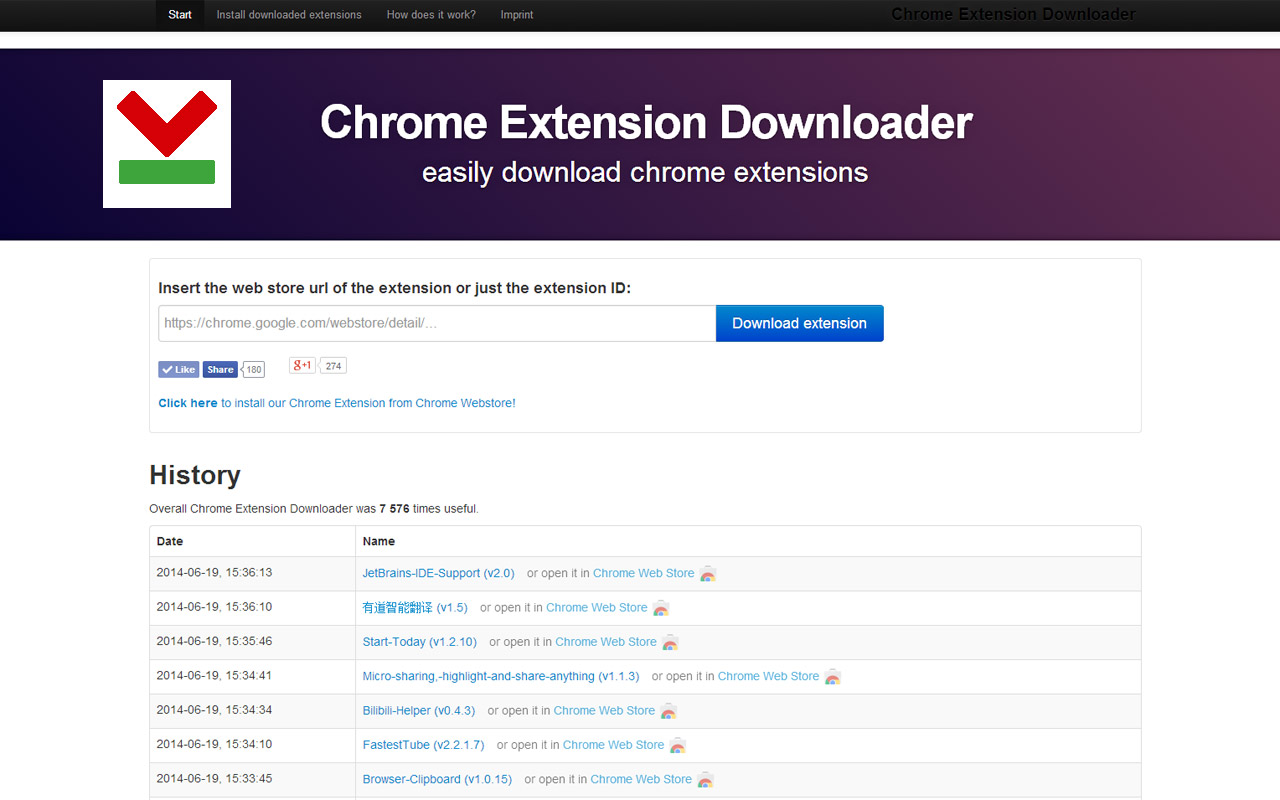 Start Install downloaded extensions How does it work? Imprint Chrome Extension Downloader
Chrome Extension Downloader
easily download chrome extensions
Insert the web store url of the extension or just the extension ID:
https://chrome.google.com/webstore/detail/... Download extension
Like Share 180 g+1 274
Click here to install our Chrome Extension from Chrome Webstore!
History
Overall Chrome Extension Downloader was 7 576 times useful.
Date Name
2014-06-19, 15:36:13 JetBrains-IDE-Support (v2.0) or open it in Chrome Web Store
2014-06-19, 15:36:10 有道智能翻译 (v1.5) or open it in Chrome Web Store
2014-06-19, 15:35:46 Start-Today (v1.2.10) or open it in Chrome Web Store
2014-06-19, 15:34:41 Micro-sharing,-highlight-and-share-anything (v1.1.3) or open it in Chrome Web Store
2014-06-19, 15:34:34 Bilibili-Helper (v0.4.3) or open it in Chrome Web Store
2014-06-19, 15:34:10 FastestTube (v2.2.1.7) or open it in Chrome Web Store
2014-06-19, 15:33:45 Browser-Clipboard (v1.0.15) or open it in Chrome Web Store